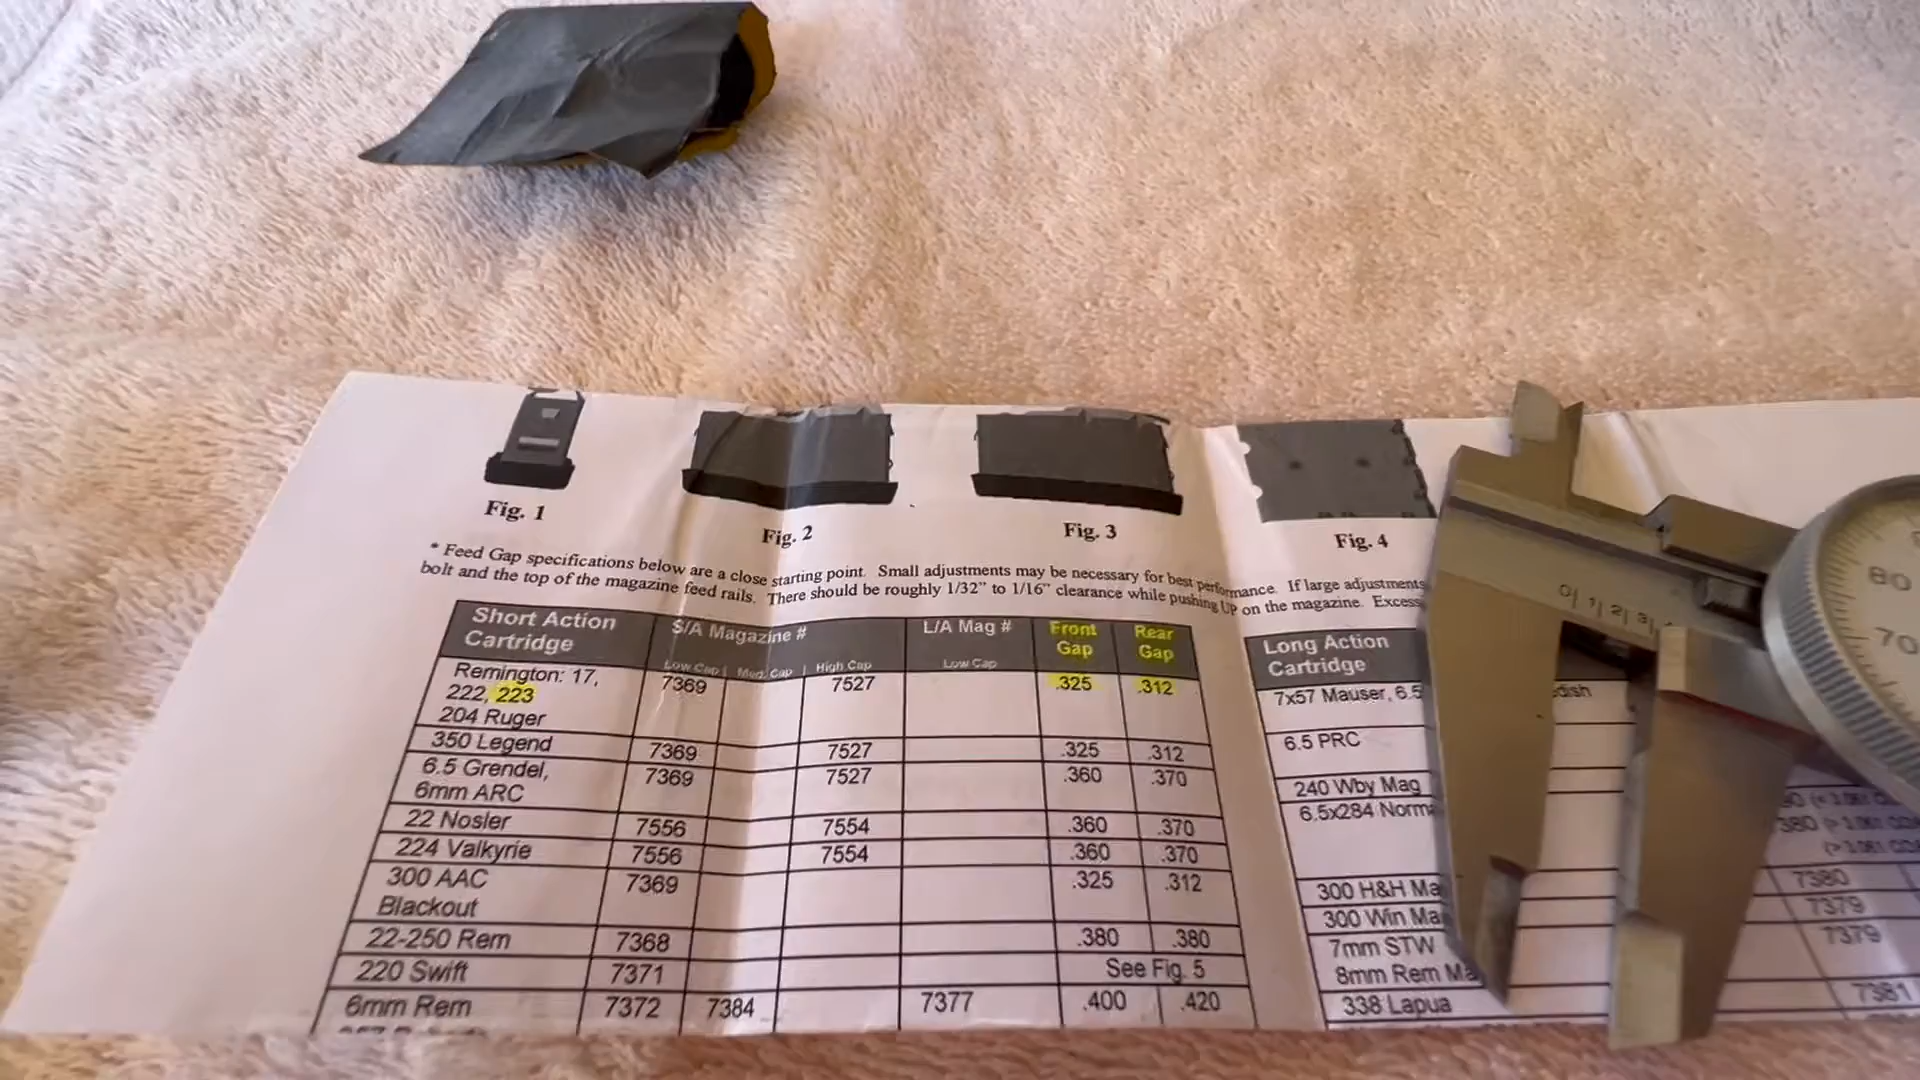 Fig. 1
Fig. 2
Fig. 3
Fig. 4
* Feed Gap specifications below are a close starting point. Small adjustments may be necessary for best performance. If large adjustments
bolt and the top of the magazine feed rails. There should be roughly 1/32" to 1/16" clearance while pushing Up on the magazine. Excess
Short Action Cartridge S/A Magazine # L/A Mag # Front Gap Rear Gap
Low Cap Med. Cap High Cap Low Cap
Remington: 17, 7369 7527 .325 .312
222, 223
204 Ruger
350 Legend 7369 7527 .325 .312
6.5 Grendel, 7369 7527 .360 .370
6mm ARC
22 Nosler 7556 7554 .360 .370
224 Valkyrie 7556 7554 .360 .370
300 AAC 7369 .325 .312
Blackout
22-250 Rem 7368 .380 .380
220 Swift 7371 See Fig. 5
6mm Rem 7372 7384 7377 .400 .420
Long Action
Cartridge
7x57 Mauser, 6.5
6.5 PRC
240 Wby Mag
6.5x284 Norma
300 H&H Ma 7380
300 Win Ma 7379
7mm STW 7379
8mm Rem Ma
338 Lapua 7381
80
70